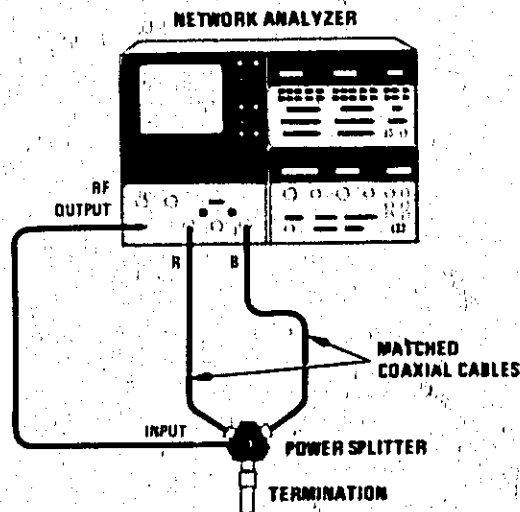 NETWORK ANALYZER
RF
OUTPUT
R
B
MATCHED
COAXIAL CABLES
INPUT
POWER SPLITTER
TERMINATION